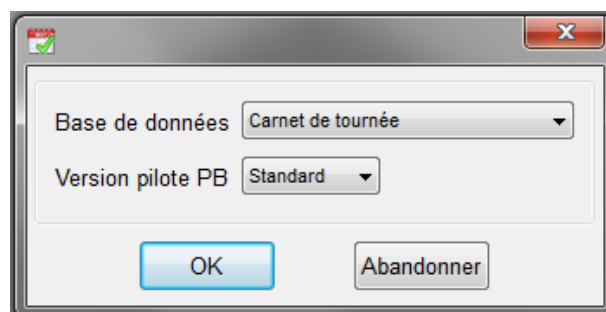 Base de données Carnet de tournée
Version pilote PB Standard
OK Abandonner